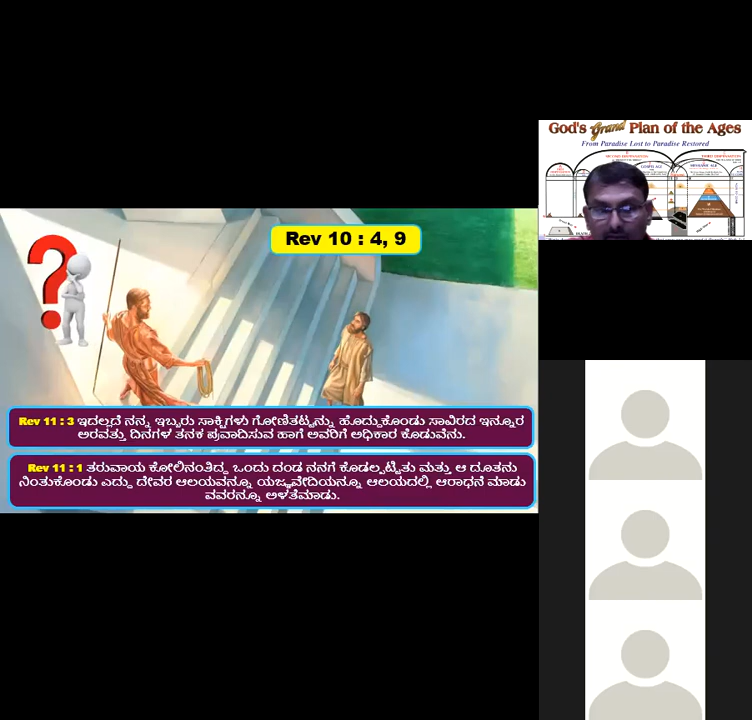 God's Grand Plan of the Ages
From Paradise Lost to Paradise Restored
Rev 10 : 4, 9
Rev 11 : 3 ಇದಲ್ಲದೆ ನನ್ನ ಇಬ್ಬರು ಸಾಕ್ಷಿಗಳು ಗೋಣಿತಟ್ಟನ್ನು ಹೊದ್ದುಕೊಂಡು ಸಾವಿರದ ಇನ್ನೂರ
ಅರವತ್ತು ದಿನಗಳ ತನಕ ಪ್ರವಾದಿಸುವ ಹಾಗೆ ಅವರಿಗೆ ಅಧಿಕಾರ ಕೊಡುವೆನು.
Rev 11 : 1 ತರುವಾಯ ಕೋಲಿನಂತಿದ್ದ ಒಂದು ದಂಡ ನನಗೆ ಕೊಡಲ್ಪಟ್ಟಿತು ಮತ್ತು ಆ ದೂತನು
ನಿಂತುಕೊಂಡು ಎದ್ದು ದೇವರ ಆಲಯವನ್ನೂ ಯಜ್ಞವೇದಿಯನ್ನೂ ಆಲಯದಲ್ಲಿ ಆರಾಧನೆ ಮಾಡು
ವವರನ್ನೂ ಅಳತೆಮಾಡು.